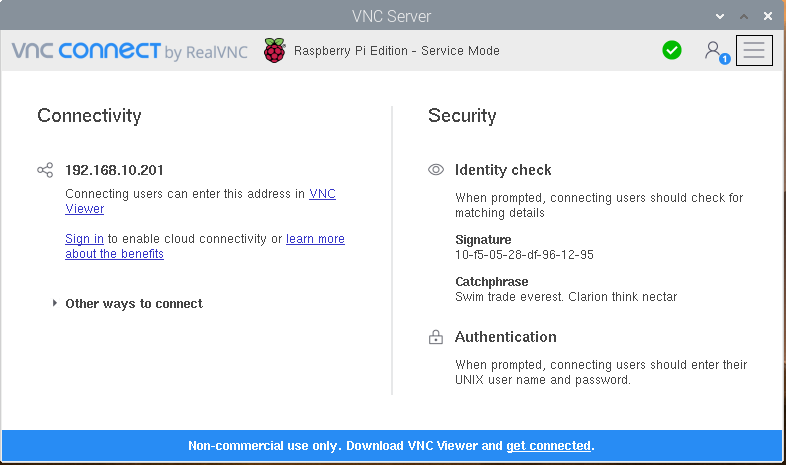 VNC Server
vnc connect by RealVNC
Raspberry Pi Edition - Service Mode
1
Connectivity
192.168.10.201
Connecting users can enter this address in VNC
Viewer
Sign in to enable cloud connectivity or learn more
about the benefits
Other ways to connect
Security
Identity check
When prompted, connecting users should check for
matching details
Signature
10-f5-05-28-df-96-12-95
Catchphrase
Swim trade everest. Clarion think nectar
Authentication
When prompted, connecting users should enter their
UNIX user name and password.
Non-commercial use only. Download VNC Viewer and get connected.